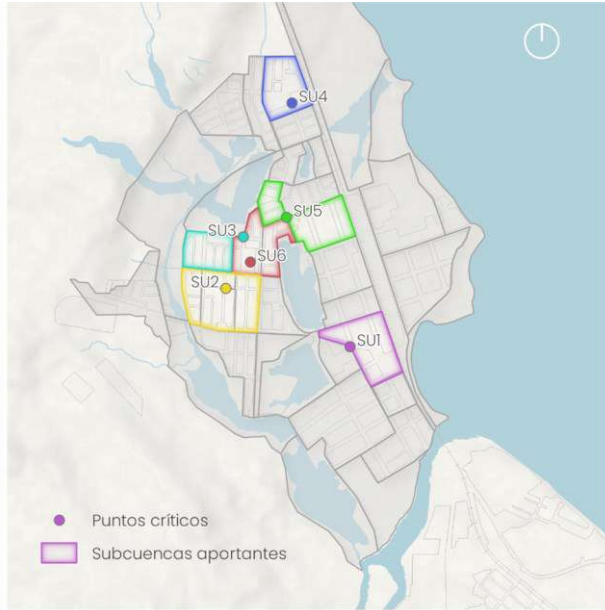 SU4
SU5
SU3
SU6
SU2
SU1
Puntos críticos
Subcuencas aportantes